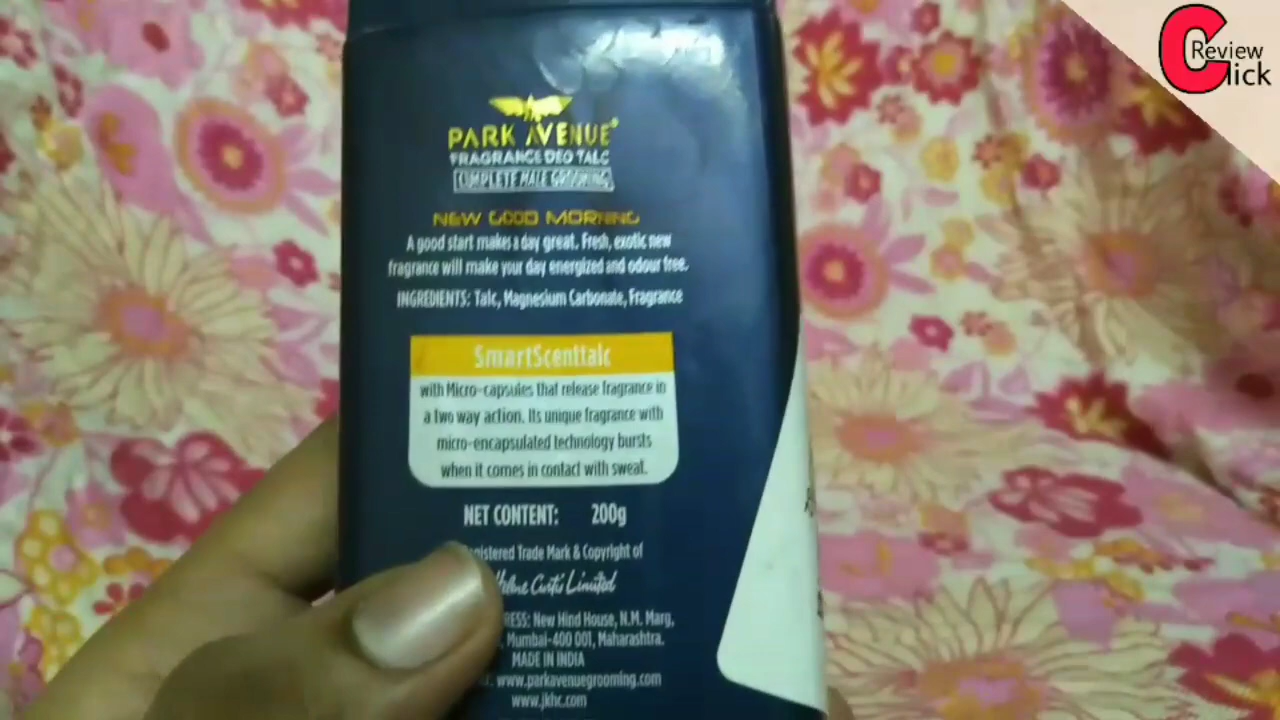 Review
Click
PARK AVENUE®
FRAGRANCE DEO TALC
COMPLETE MALE GROOMING
NEW GOOD MORNING
A good start makes a day great. Fresh, exotic new
fragrance will make your day energized and odour free.
INGREDIENTS: Talc, Magnesium Carbonate, Fragrance
SmartScenttalc
with Micro-capsules that release fragrance in
a two way action. Its unique fragrance with
micro-encapsulated technology bursts
when it comes in contact with sweat.
NET CONTENT: 200g
Trade Mark & Copyright of
Helene Curtis Limited
New Hind House, N.M. Marg,
Mumbai-400 001, Maharashtra.
MADE IN INDIA
www.parkavenuegrooming.com
www.jkhc.com